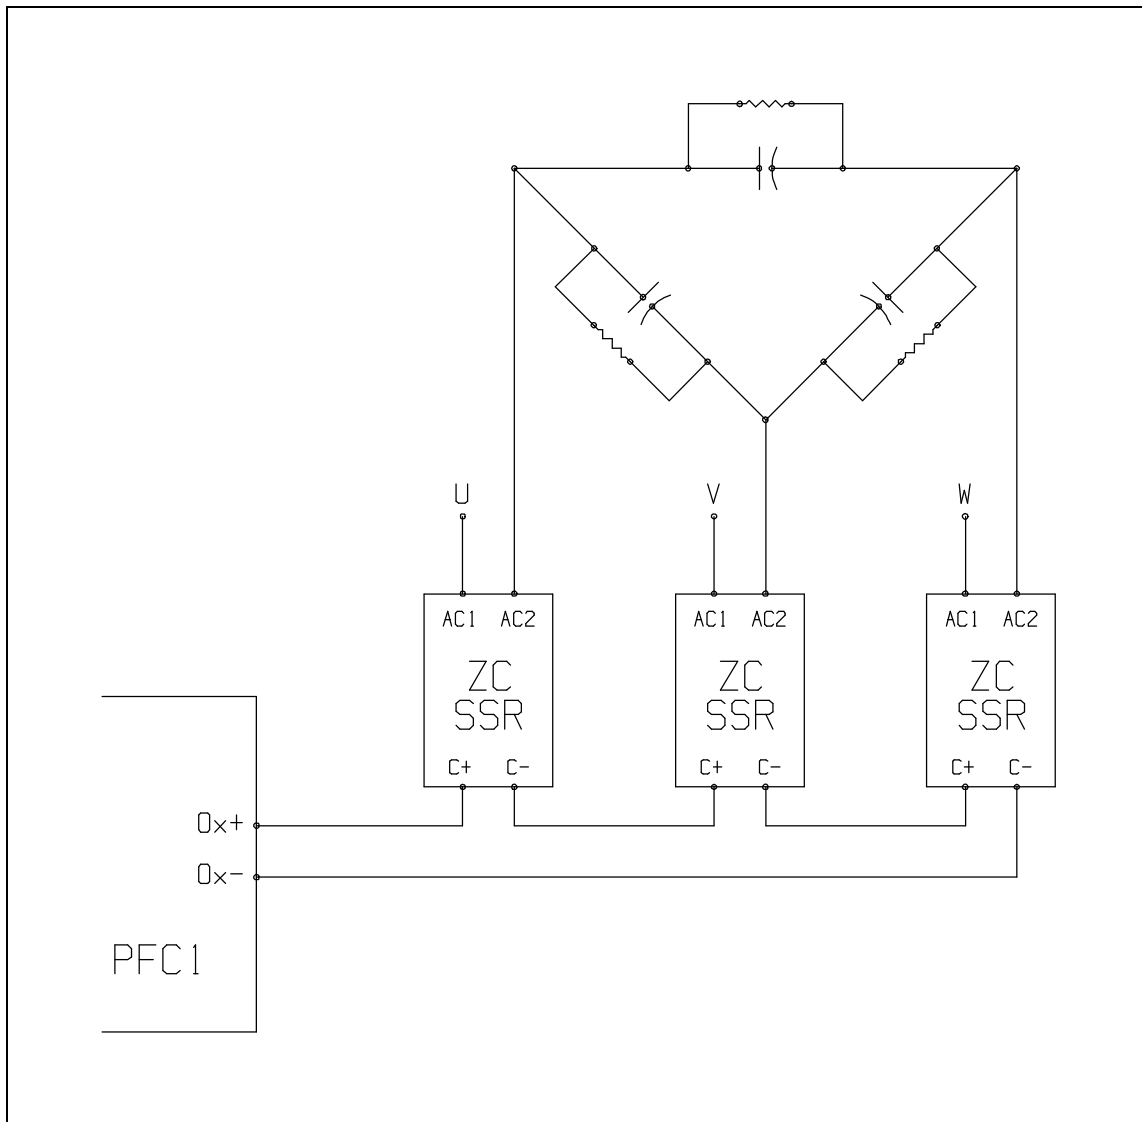 U V W
AC1 AC2 AC1 AC2 AC1 AC2
ZC ZC ZC
SSR SSR SSR
C+ C- C+ C- C+ C-
Ox+
Ox-
PFC1